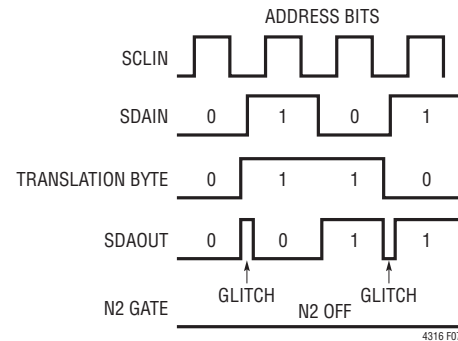 ADDRESS BITS
SCLIN
SDAIN 0 1 0 1
TRANSLATION BYTE 0 1 1 0
SDAOUT 0 0 1 1
GLITCH GLITCH
N2 GATE N2 OFF
4316 F07